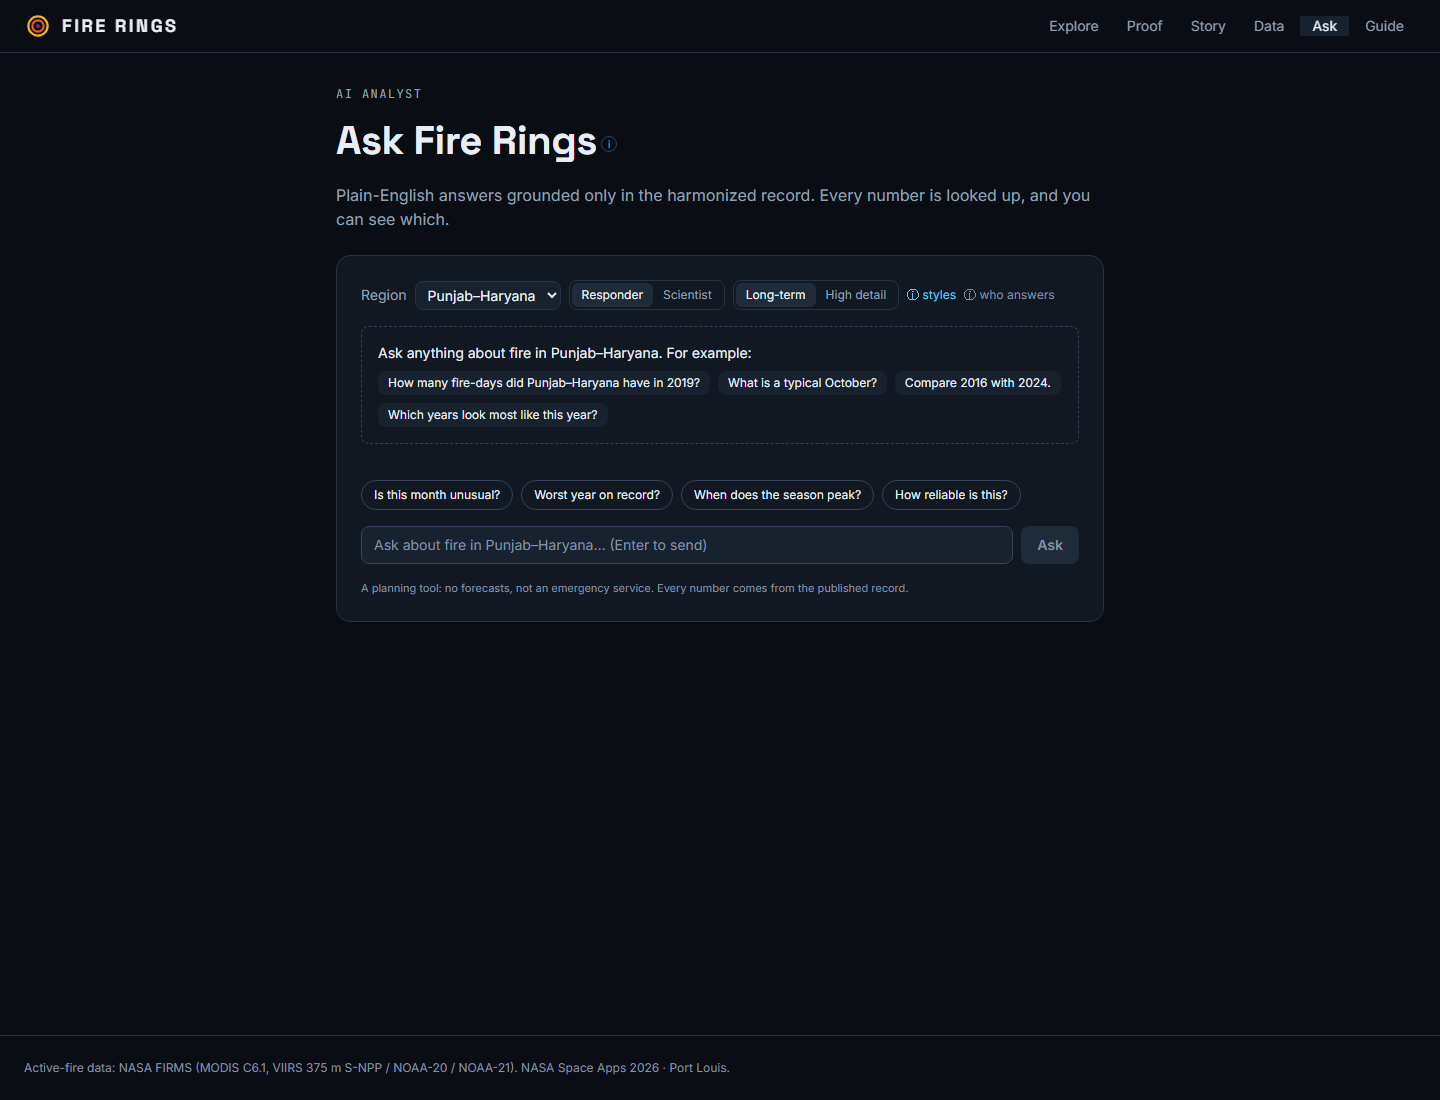 FIRE RINGS
Explore
Proof
Story
Data
Ask
Guide
AI ANALYST
Ask Fire Rings
Plain-English answers grounded only in the harmonized record. Every number is looked up, and you
can see which.
Region
Punjab–Haryana
Responder
Scientist
Long-term
High detail
ⓘ styles
ⓘ who answers
Ask anything about fire in Punjab–Haryana. For example:
How many fire-days did Punjab–Haryana have in 2019?
What is a typical October?
Compare 2016 with 2024.
Which years look most like this year?
Is this month unusual?
Worst year on record?
When does the season peak?
How reliable is this?
Ask about fire in Punjab–Haryana... (Enter to send)
Ask
A planning tool: no forecasts, not an emergency service. Every number comes from the published record.
Active-fire data: NASA FIRMS (MODIS C6.1, VIIRS 375 m S-NPP / NOAA-20 / NOAA-21). NASA Space Apps 2026 · Port Louis.